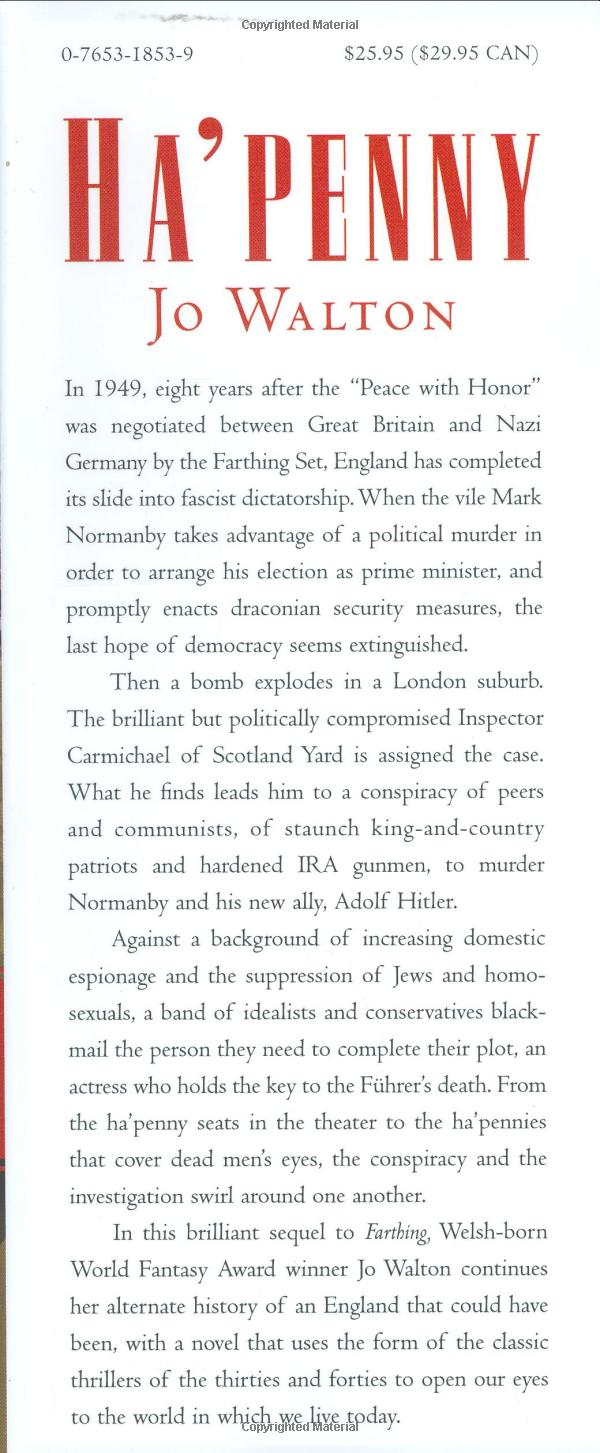 Copyrighted Material
0-7653-1853-9 $25.95 ($29.95 CAN)
HA’PENNY
JO WALTON
In 1949, eight years after the “Peace with Honor”
was negotiated between Great Britain and Nazi
Germany by the Farthing Set, England has completed
its slide into fascist dictatorship. When the vile Mark
Normanby takes advantage of a political murder in
order to arrange his election as prime minister, and
promptly enacts draconian security measures, the
last hope of democracy seems extinguished.
Then a bomb explodes in a London suburb.
The brilliant but politically compromised Inspector
Carmichael of Scotland Yard is assigned the case.
What he finds leads him to a conspiracy of peers
and communists, of staunch king-and-country
patriots and hardened IRA gunmen, to murder
Normanby and his new ally, Adolf Hitler.
Against a background of increasing domestic
espionage and the suppression of Jews and homo-
sexuals, a band of idealists and conservatives black-
mail the person they need to complete their plot, an
actress who holds the key to the Führer’s death. From
the ha’penny seats in the theater to the ha’pennies
that cover dead men’s eyes, the conspiracy and the
investigation swirl around one another.
In this brilliant sequel to Farthing, Welsh-born
World Fantasy Award winner Jo Walton continues
her alternate history of an England that could have
been, with a novel that uses the form of the classic
thrillers of the thirties and forties to open our eyes
to the world in which we live today.
Copyrighted Material